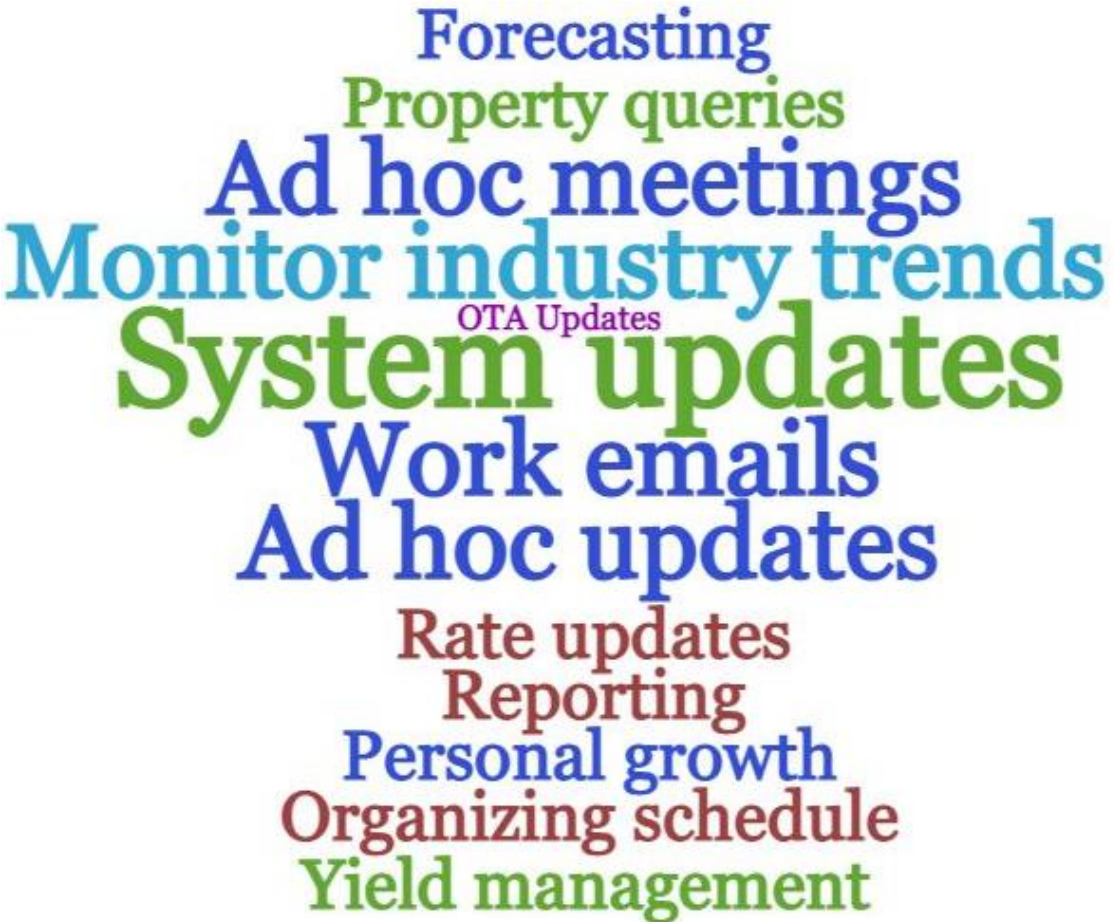 Forecasting
Property queries
Ad hoc meetings
Monitor industry trends
OTA Updates
System updates
Work emails
Ad hoc updates
Rate updates
Reporting
Personal growth
Organizing schedule
Yield management